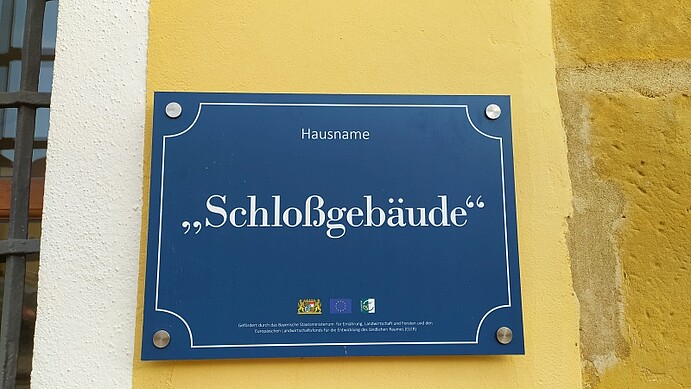 Hausname
„Schloßgebäude“
Gefördert durch das Bayerische Staatsministerium für Ernährung, Landwirtschaft und Forsten und den
Europäischen Landwirtschaftsfonds für die Entwicklung des ländlichen Raumes (ELER)